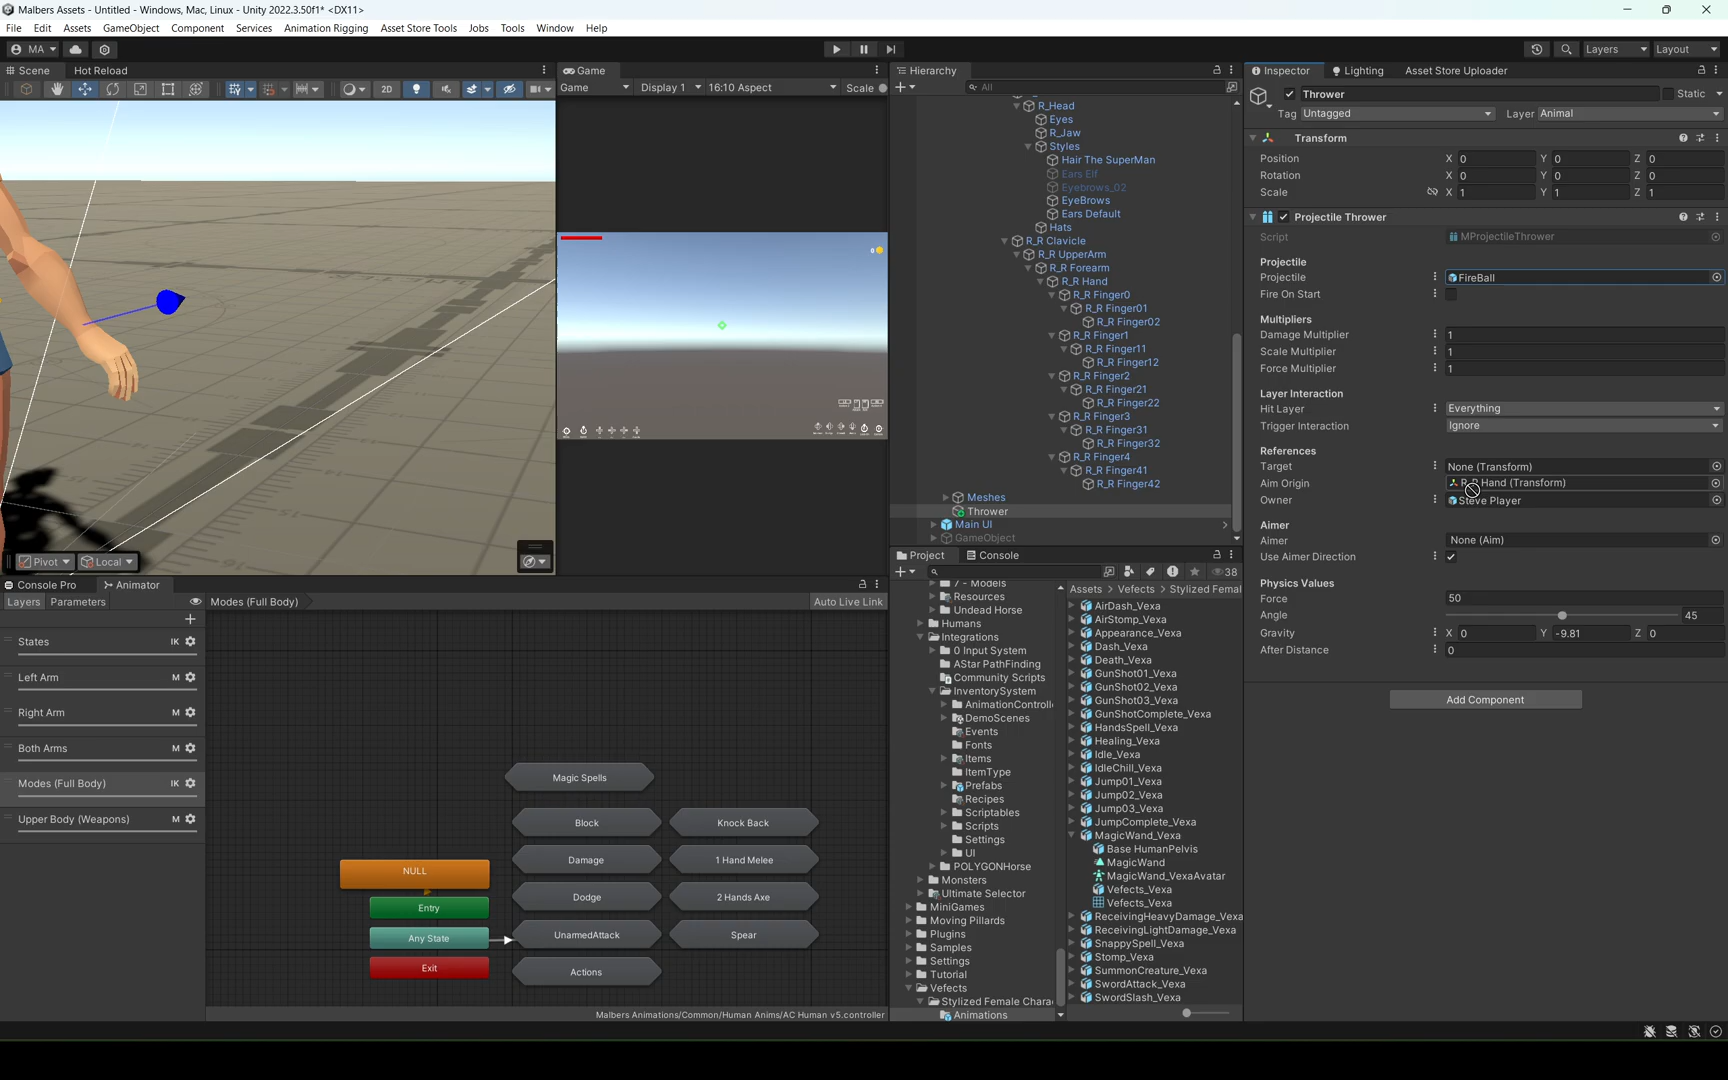 Malbers Assets - Untitled - Windows, Mac, Linux - Unity 2022.3.50f1* <DX11>
File Edit Assets GameObject Component Services Animation Rigging Asset Store Tools Jobs Tools Window Help
MA Layers Layout
Scene Hot Reload
2D
Pivot Local
Game
Game Display 1 16:10 Aspect Scale
0
Hierarchy
All
R_Head
Eyes
R_Jaw
Styles
Hair The SuperMan
Ears Elf
Eyebrows_02
EyeBrows
Ears Default
Hats
R_R Clavicle
R_R UpperArm
R_R Forearm
R_R Hand
R_R Finger0
R_R Finger01
R_R Finger02
R_R Finger1
R_R Finger11
R_R Finger12
R_R Finger2
R_R Finger21
R_R Finger22
R_R Finger3
R_R Finger31
R_R Finger32
R_R Finger4
R_R Finger41
R_R Finger42
Meshes
Thrower
Main UI
GameObject
Inspector Lighting Asset Store Uploader
Thrower Static
Tag Untagged Layer Animal
Transform
Position X 0 Y 0 Z 0
Rotation X 0 Y 0 Z 0
Scale X 1 Y 1 Z 1
Projectile Thrower
Script MProjectileThrower
Projectile
Projectile FireBall
Fire On Start
Multipliers
Damage Multiplier 1
Scale Multiplier 1
Force Multiplier 1
Layer Interaction
Hit Layer Everything
Trigger Interaction Ignore
References
Target None (Transform)
Aim Origin R_R Hand (Transform)
Owner Steve Player
Aimer
Aimer None (Aim)
Use Aimer Direction
Physics Values
Force 50
Angle 45
Gravity X 0 Y -9.81 Z 0
After Distance 0
Add Component
Console Pro Animator
Layers Parameters Modes (Full Body) Auto Live Link
States IK
Left Arm M
Right Arm M
Both Arms M
Modes (Full Body) IK
Upper Body (Weapons) M
Magic Spells
Block Knock Back
Damage 1 Hand Melee
Dodge 2 Hands Axe
UnarmedAttack Spear
Actions
NULL
Entry
Any State
Exit
Malbers Animations/Common/Human Anims/AC Human v5.controller
Project Console
38
7 - Models
Resources
Undead Horse
Humans
Integrations
0 Input System
AStar PathFinding
Community Scripts
InventorySystem
AnimationControll
DemoScenes
Events
Fonts
Items
ItemType
Prefabs
Recipes
Scriptables
Scripts
Settings
UI
POLYGONHorse
Monsters
Ultimate Selector
MiniGames
Moving Pillards
Plugins
Samples
Settings
Tutorial
Vefects
Stylized Female Chara
Animations
Assets > Vefects > Stylized Femal
AirDash_Vexa
AirStomp_Vexa
Appearance_Vexa
Dash_Vexa
Death_Vexa
GunShot01_Vexa
GunShot02_Vexa
GunShot03_Vexa
GunShotComplete_Vexa
HandsSpell_Vexa
Healing_Vexa
Idle_Vexa
IdleChill_Vexa
Jump01_Vexa
Jump02_Vexa
Jump03_Vexa
JumpComplete_Vexa
MagicWand_Vexa
Base HumanPelvis
MagicWand
MagicWand_VexaAvatar
Vefects_Vexa
Vefects_Vexa
ReceivingHeavyDamage_Vexa
ReceivingLightDamage_Vexa
SnappySpell_Vexa
Stomp_Vexa
SummonCreature_Vexa
SwordAttack_Vexa
SwordSlash_Vexa